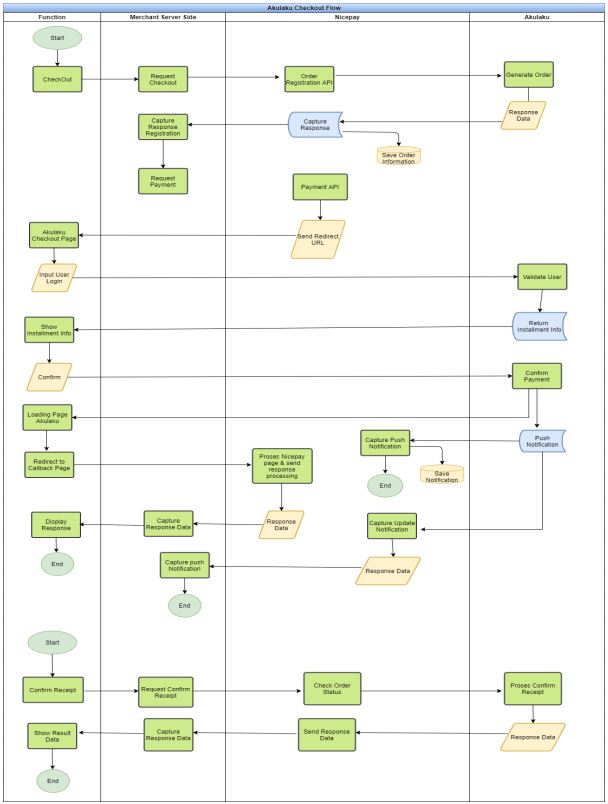 Akulaku Checkout Flow
Function
Merchant Server Side
Nicepay
Akulaku
Start
CheckOut
Request
Checkout
Order
Registration API
Generate Order
Response
Data
Capture
Response
Save Order
Information
Capture
Response
Registration
Request
Payment
Payment API
Send Redirect
URL
Akulaku
Checkout Page
Input User
Login
Validate User
Return
Installment Info
Show
Installment Info
Confirm
Confirm
Payment
Loading Page
Akulaku
Push
Notification
Capture Push
Notification
Save
Notification
End
Redirect to
Callback Page
Proses Nicepay
page & send
response
processing
Response
Data
Capture
Response Data
Display
Response
End
Capture Update
Notification
Response Data
Capture push
Notification
End
Start
Confirm Receipt
Request Confirm
Receipt
Check Order
Status
Proses Confirm
Receipt
Response Data
Send Response
Data
Capture
Response Data
Show Result
Data
End